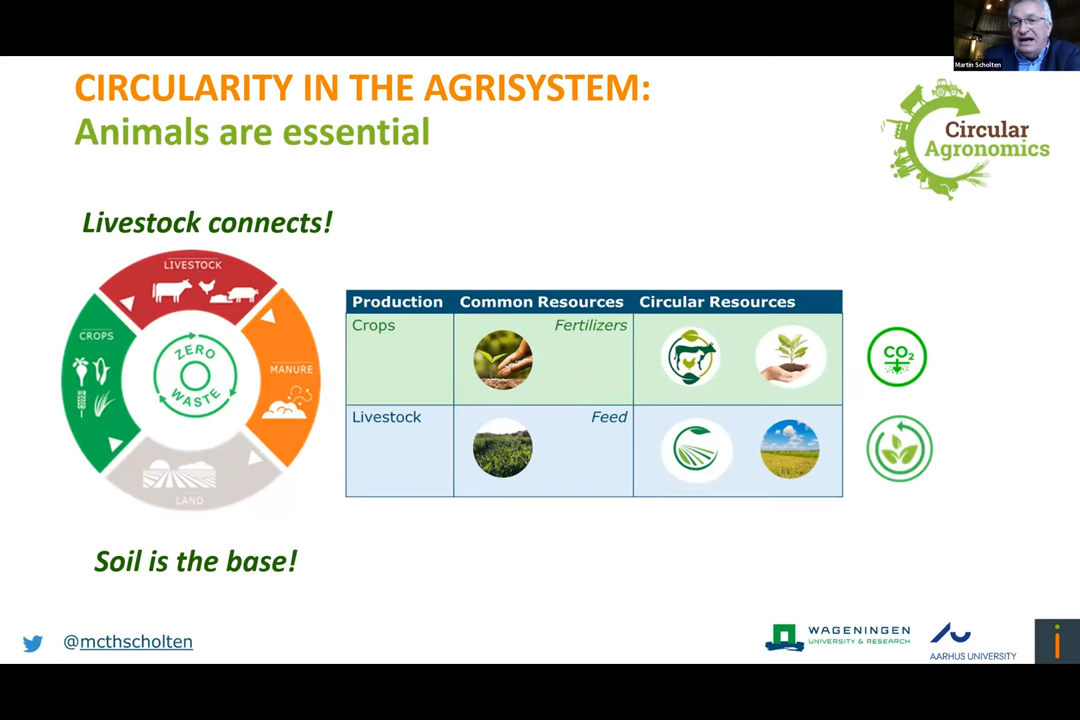 Martin Scholten
CIRCULARITY IN THE AGRISYSTEM:
Animals are essential
Circular
Agronomics
Livestock connects!
LIVESTOCK
CROPS
ZERO
WASTE
MANURE
LAND
Production Common Resources Circular Resources
Crops Fertilizers
CO2
Livestock Feed
Soil is the base!
@mcthscholten
WAGENINGEN
UNIVERSITY & RESEARCH
AARHUS UNIVERSITY
i